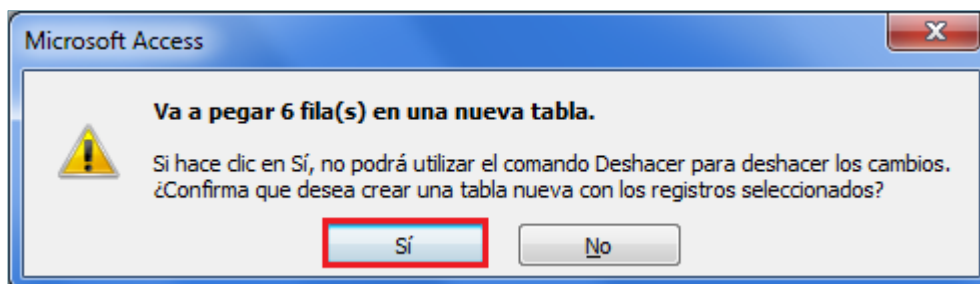 Microsoft Access
Va a pegar 6 fila(s) en una nueva tabla.
Si hace clic en Sí, no podrá utilizar el comando Deshacer para deshacer los cambios.
¿Confirma que desea crear una tabla nueva con los registros seleccionados?
Sí
No